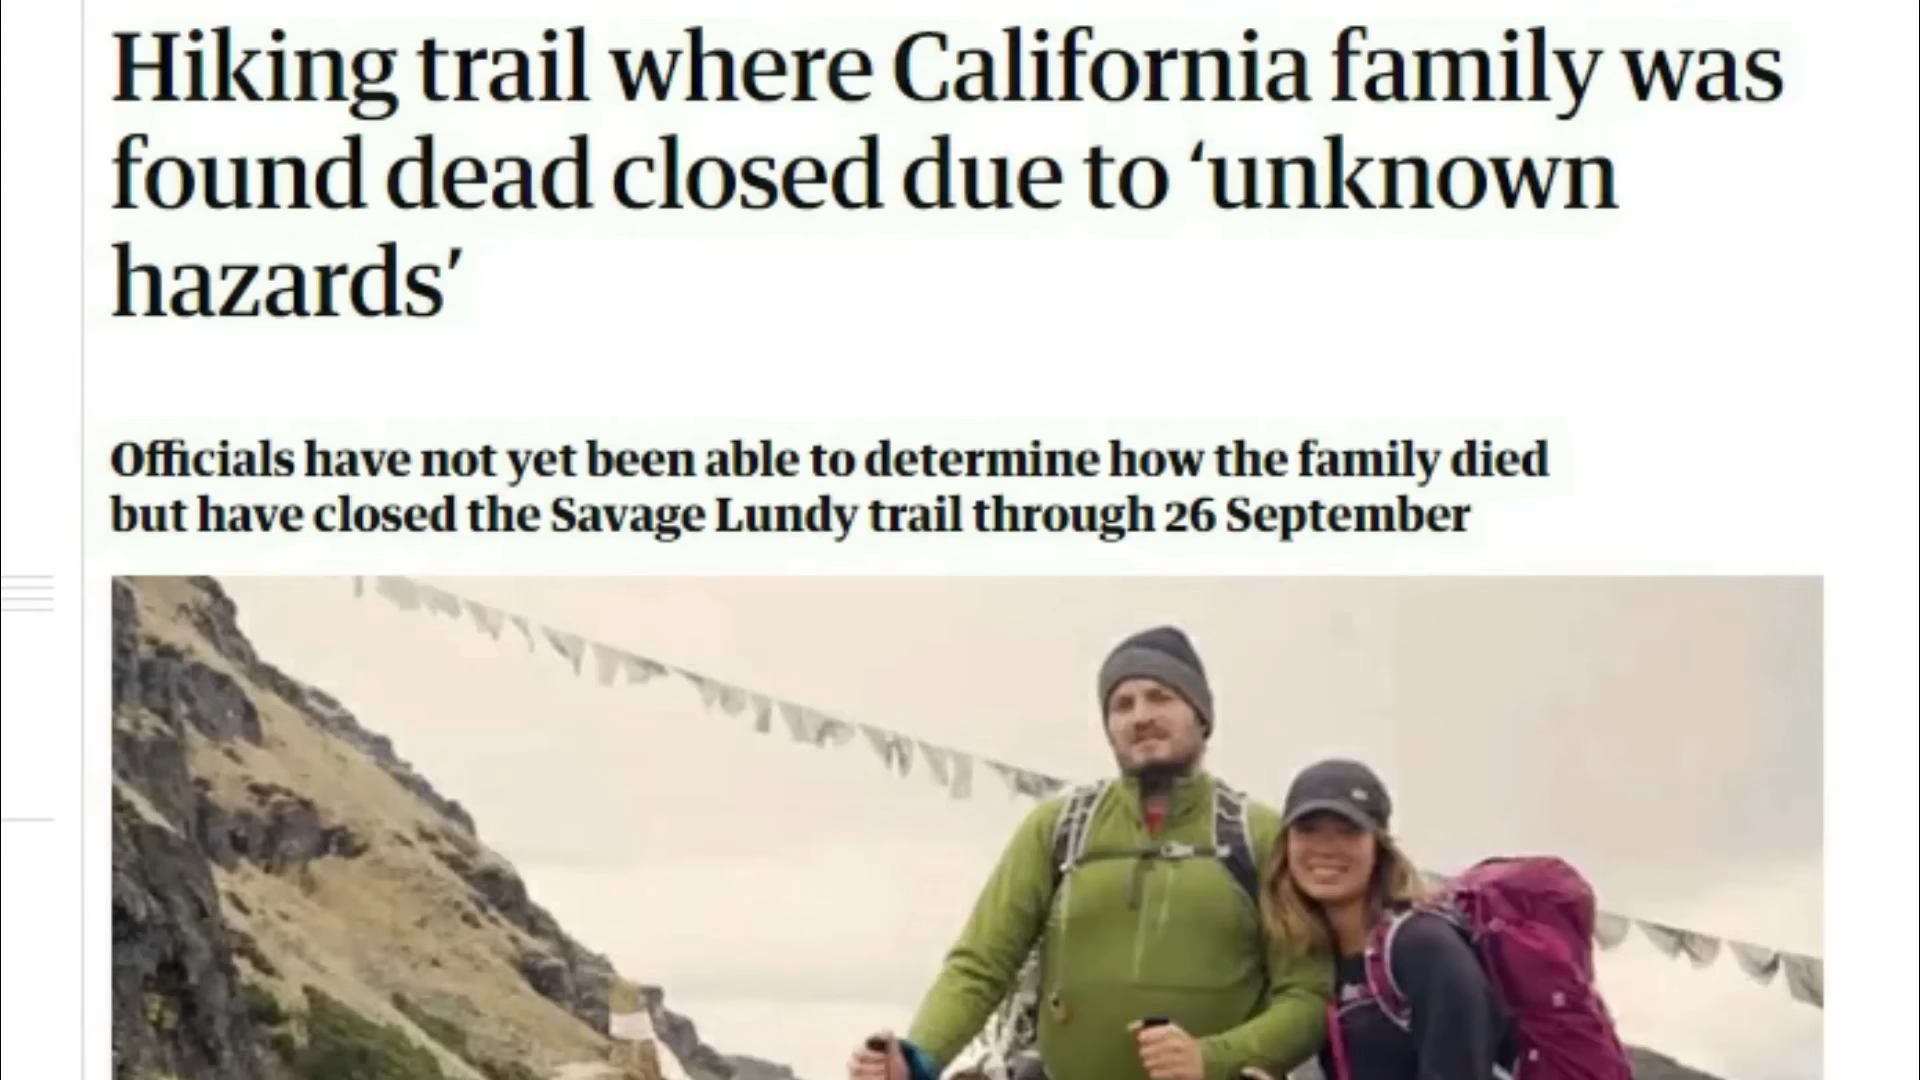 Hiking trail where California family was
found dead closed due to ‘unknown
hazards’
Officials have not yet been able to determine how the family died
but have closed the Savage Lundy trail through 26 September